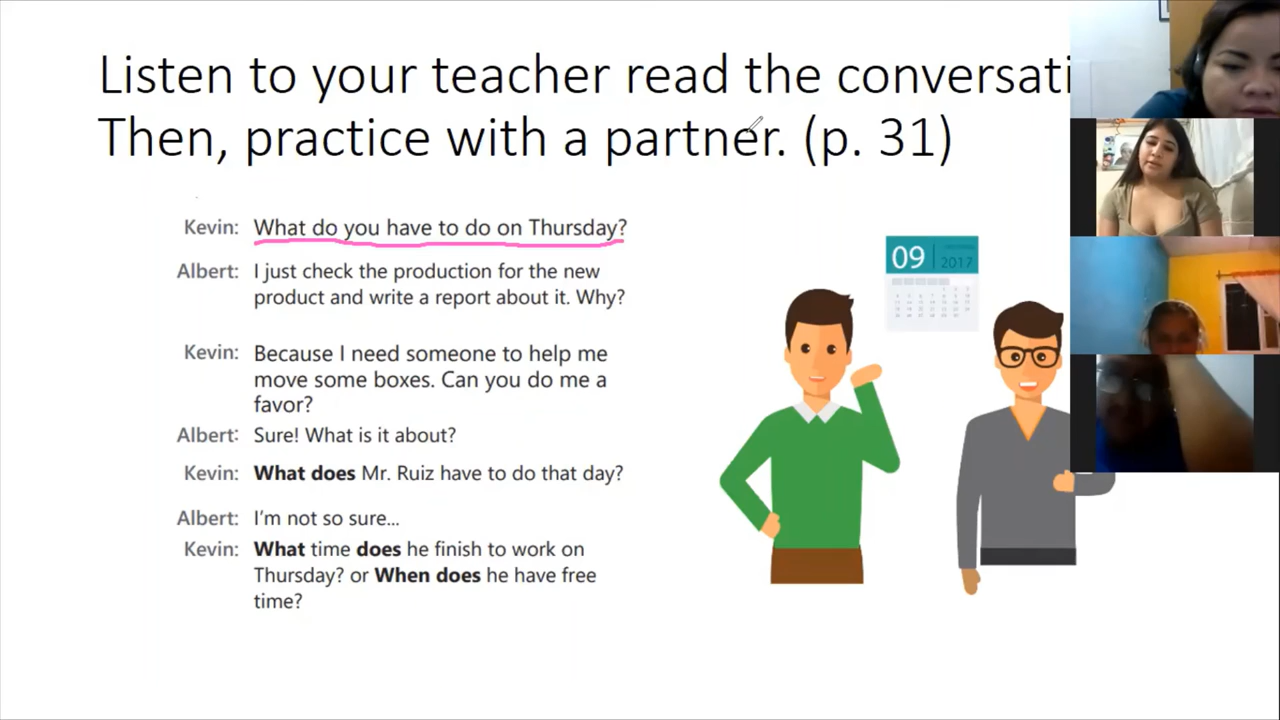 Listen to your teacher read the conversati
Then, practice with a partner. (p. 31)
Kevin: What do you have to do on Thursday?
Albert: I just check the production for the new
product and write a report about it. Why?
Kevin: Because I need someone to help me
move some boxes. Can you do me a
favor?
Albert: Sure! What is it about?
Kevin: What does Mr. Ruiz have to do that day?
Albert: I'm not so sure...
Kevin: What time does he finish to work on
Thursday? or When does he have free
time?
09
2017